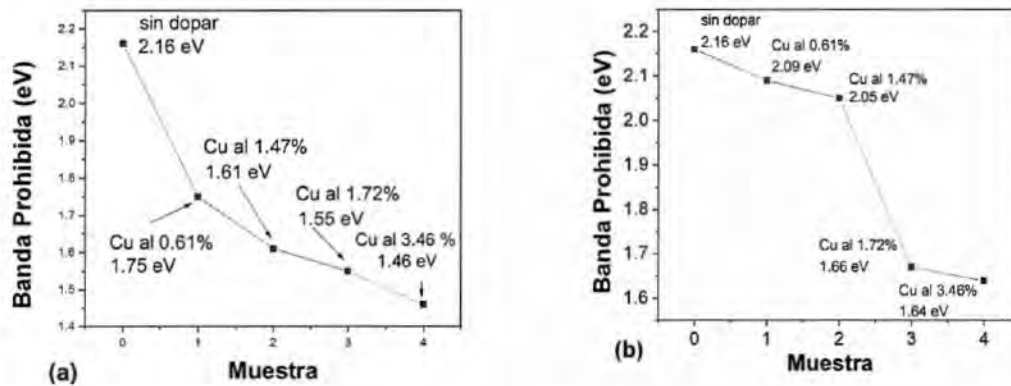 (a)
Banda Prohibida (eV)
2.2
2.1
2.0
1.9
1.8
1.7
1.6
1.5
1.4
sin dopar
2.16 eV
Cu al 1.47%
1.61 eV
Cu al 1.72%
1.55 eV
Cu al 3.46 %
1.46 eV
Cu al 0.61%
1.75 eV
0
1
2
3
4
Muestra
(b)
Banda Prohibida (eV)
2.2
2.1
2.0
1.9
1.8
1.7
1.6
sin dopar
2.16 eV
Cu al 0.61%
2.09 eV
Cu al 1.47%
2.05 eV
Cu al 1.72%
1.66 eV
Cu al 3.46%
1.64 eV
0
1
2
3
4
Muestra